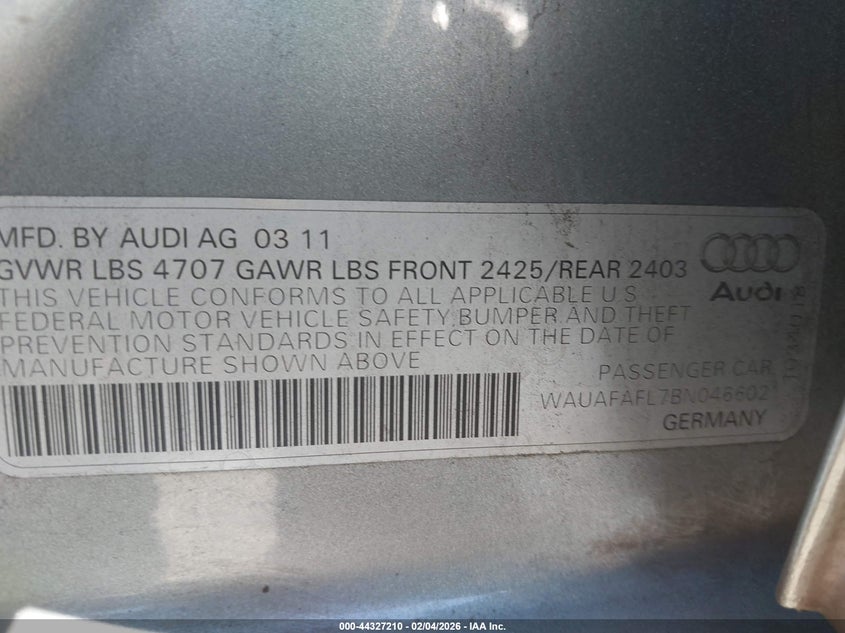 MFD. BY AUDI AG 03 11
GVWR LBS 4707 GAWR LBS FRONT 2425/REAR 2403
THIS VEHICLE CONFORMS TO ALL APPLICABLE U S
FEDERAL MOTOR VEHICLE SAFETY,BUMPER AND THEFT
PREVENTION STANDARDS IN EFFECT ON THE DATE OF
MANUFACTURE SHOWN ABOVE
Audi
PASSENGER CAR
WAUAFAFL7BN046602
GERMANY
000-44327210 - 02/04/2026 - IAA Inc.